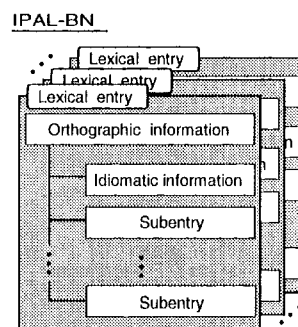 IPAL-BN
Lexical entry
Lexical entry
Lexical entry
Orthographic information
Idiomatic information
Subentry
Subentry